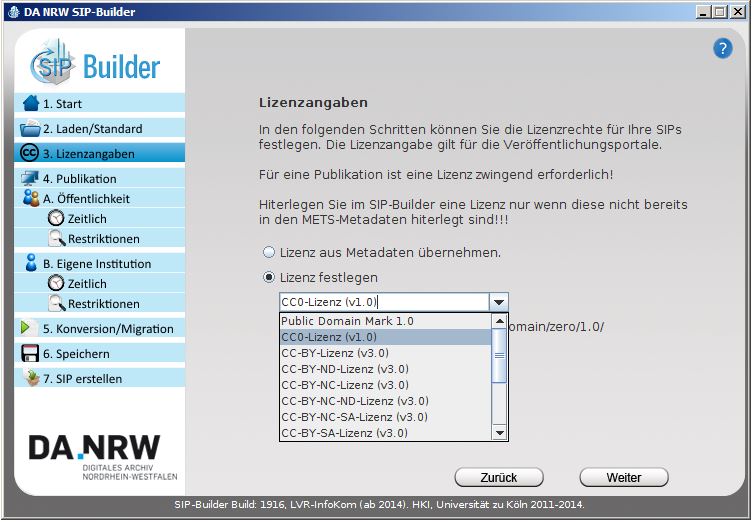 DA NRW SIP-Builder
SIP Builder
1. Start
2. Laden/Standard
cc 3. Lizenzangaben
4. Publikation
A. Öffentlichkeit
Zeitlich
Restriktionen
B. Eigene Institution
Zeitlich
Restriktionen
5. Konversion/Migration
6. Speichern
7. SIP erstellen
DA.NRW
DIGITALES ARCHIV
NORDRHEIN-WESTFALEN
?
Lizenzangaben
In den folgenden Schritten können Sie die Lizenzrechte für Ihre SIPs
festlegen. Die Lizenzangabe gilt für die Veröffentlichungsportale.
Für eine Publikation ist eine Lizenz zwingend erforderlich!
Hiterlegen Sie im SIP-Builder eine Lizenz nur wenn diese nicht bereits
in den METS-Metadaten hiterlegt sind!!!
Lizenz aus Metadaten übernehmen.
Lizenz festlegen
CC0-Lizenz (v1.0)
Public Domain Mark 1.0
omain/zero/1.0/
CC0-Lizenz (v1.0)
CC-BY-Lizenz (v3.0)
CC-BY-ND-Lizenz (v3.0)
CC-BY-NC-Lizenz (v3.0)
CC-BY-NC-ND-Lizenz (v3.0)
CC-BY-NC-SA-Lizenz (v3.0)
CC-BY-SA-Lizenz (v3.0)
Zurück
Weiter
SIP-Builder Build: 1916, LVR-InfoKom (ab 2014). HKI, Universität zu Köln 2011-2014.